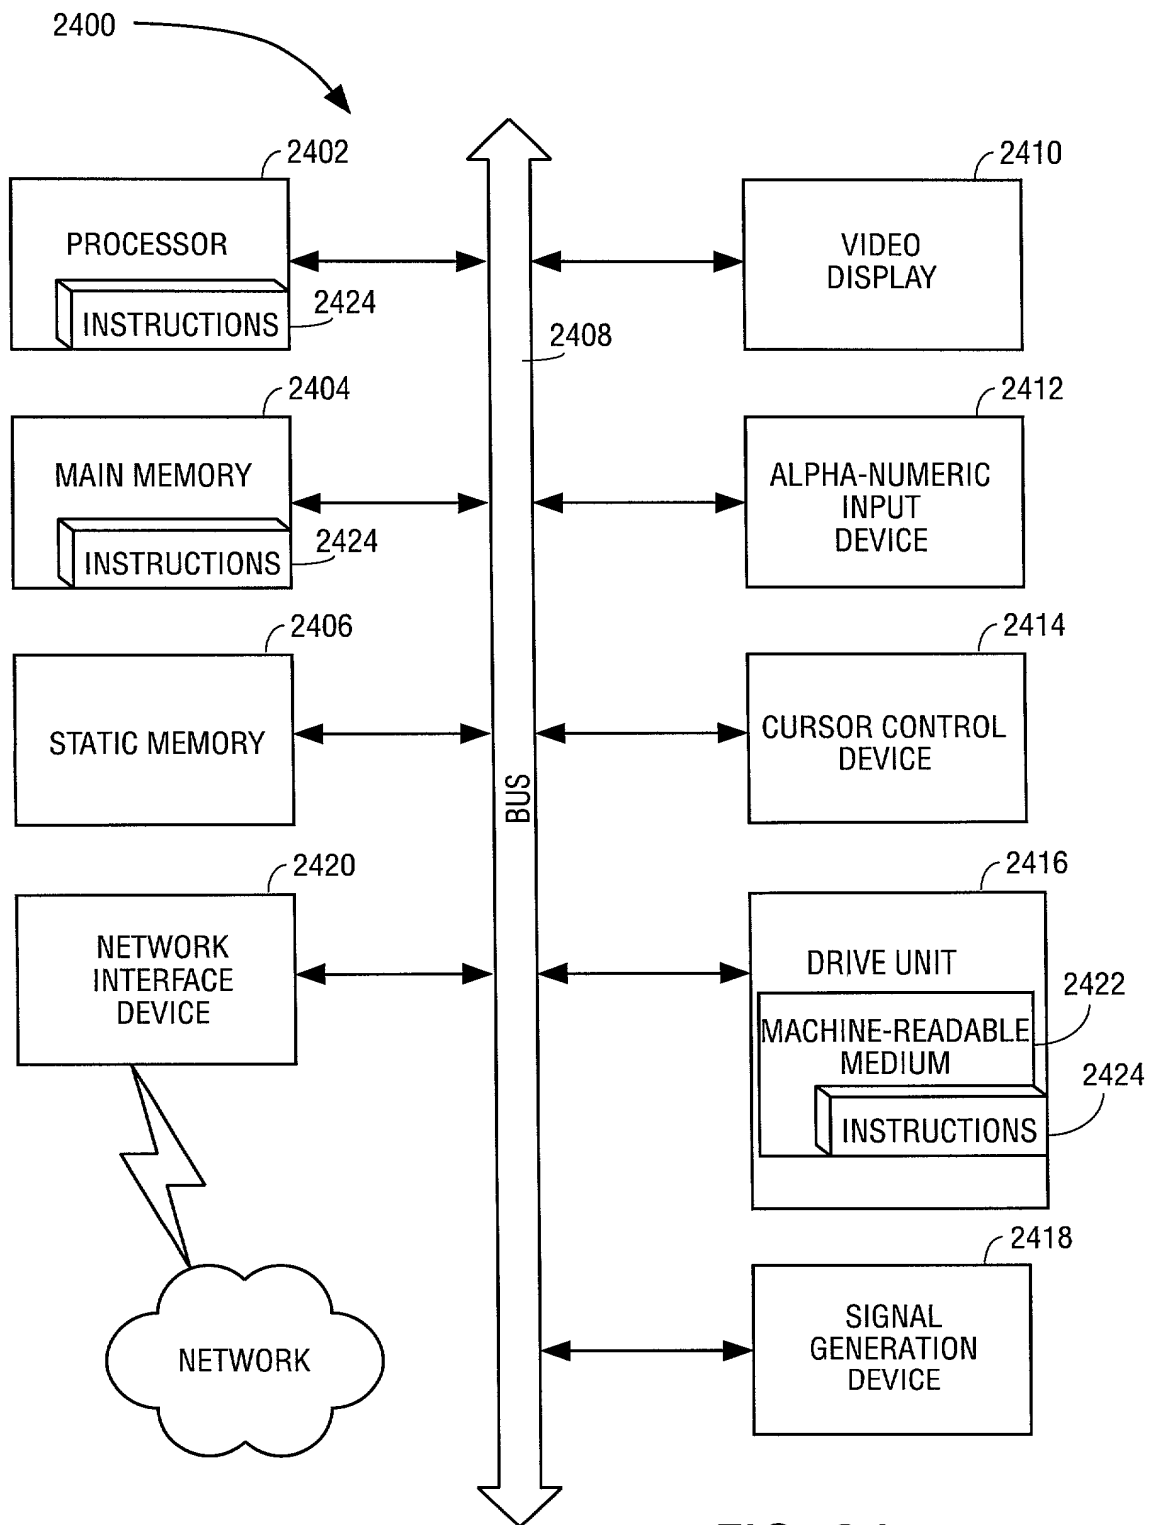 2400
2402
PROCESSOR
INSTRUCTIONS
2424
2404
MAIN MEMORY
INSTRUCTIONS
2424
2406
STATIC MEMORY
2420
NETWORK
INTERFACE
DEVICE
NETWORK
2408
BUS
2410
VIDEO
DISPLAY
2412
ALPHA-NUMERIC
INPUT
DEVICE
2414
CURSOR CONTROL
DEVICE
2416
DRIVE UNIT
2422
MACHINE-READABLE
MEDIUM
2424
INSTRUCTIONS
2418
SIGNAL
GENERATION
DEVICE